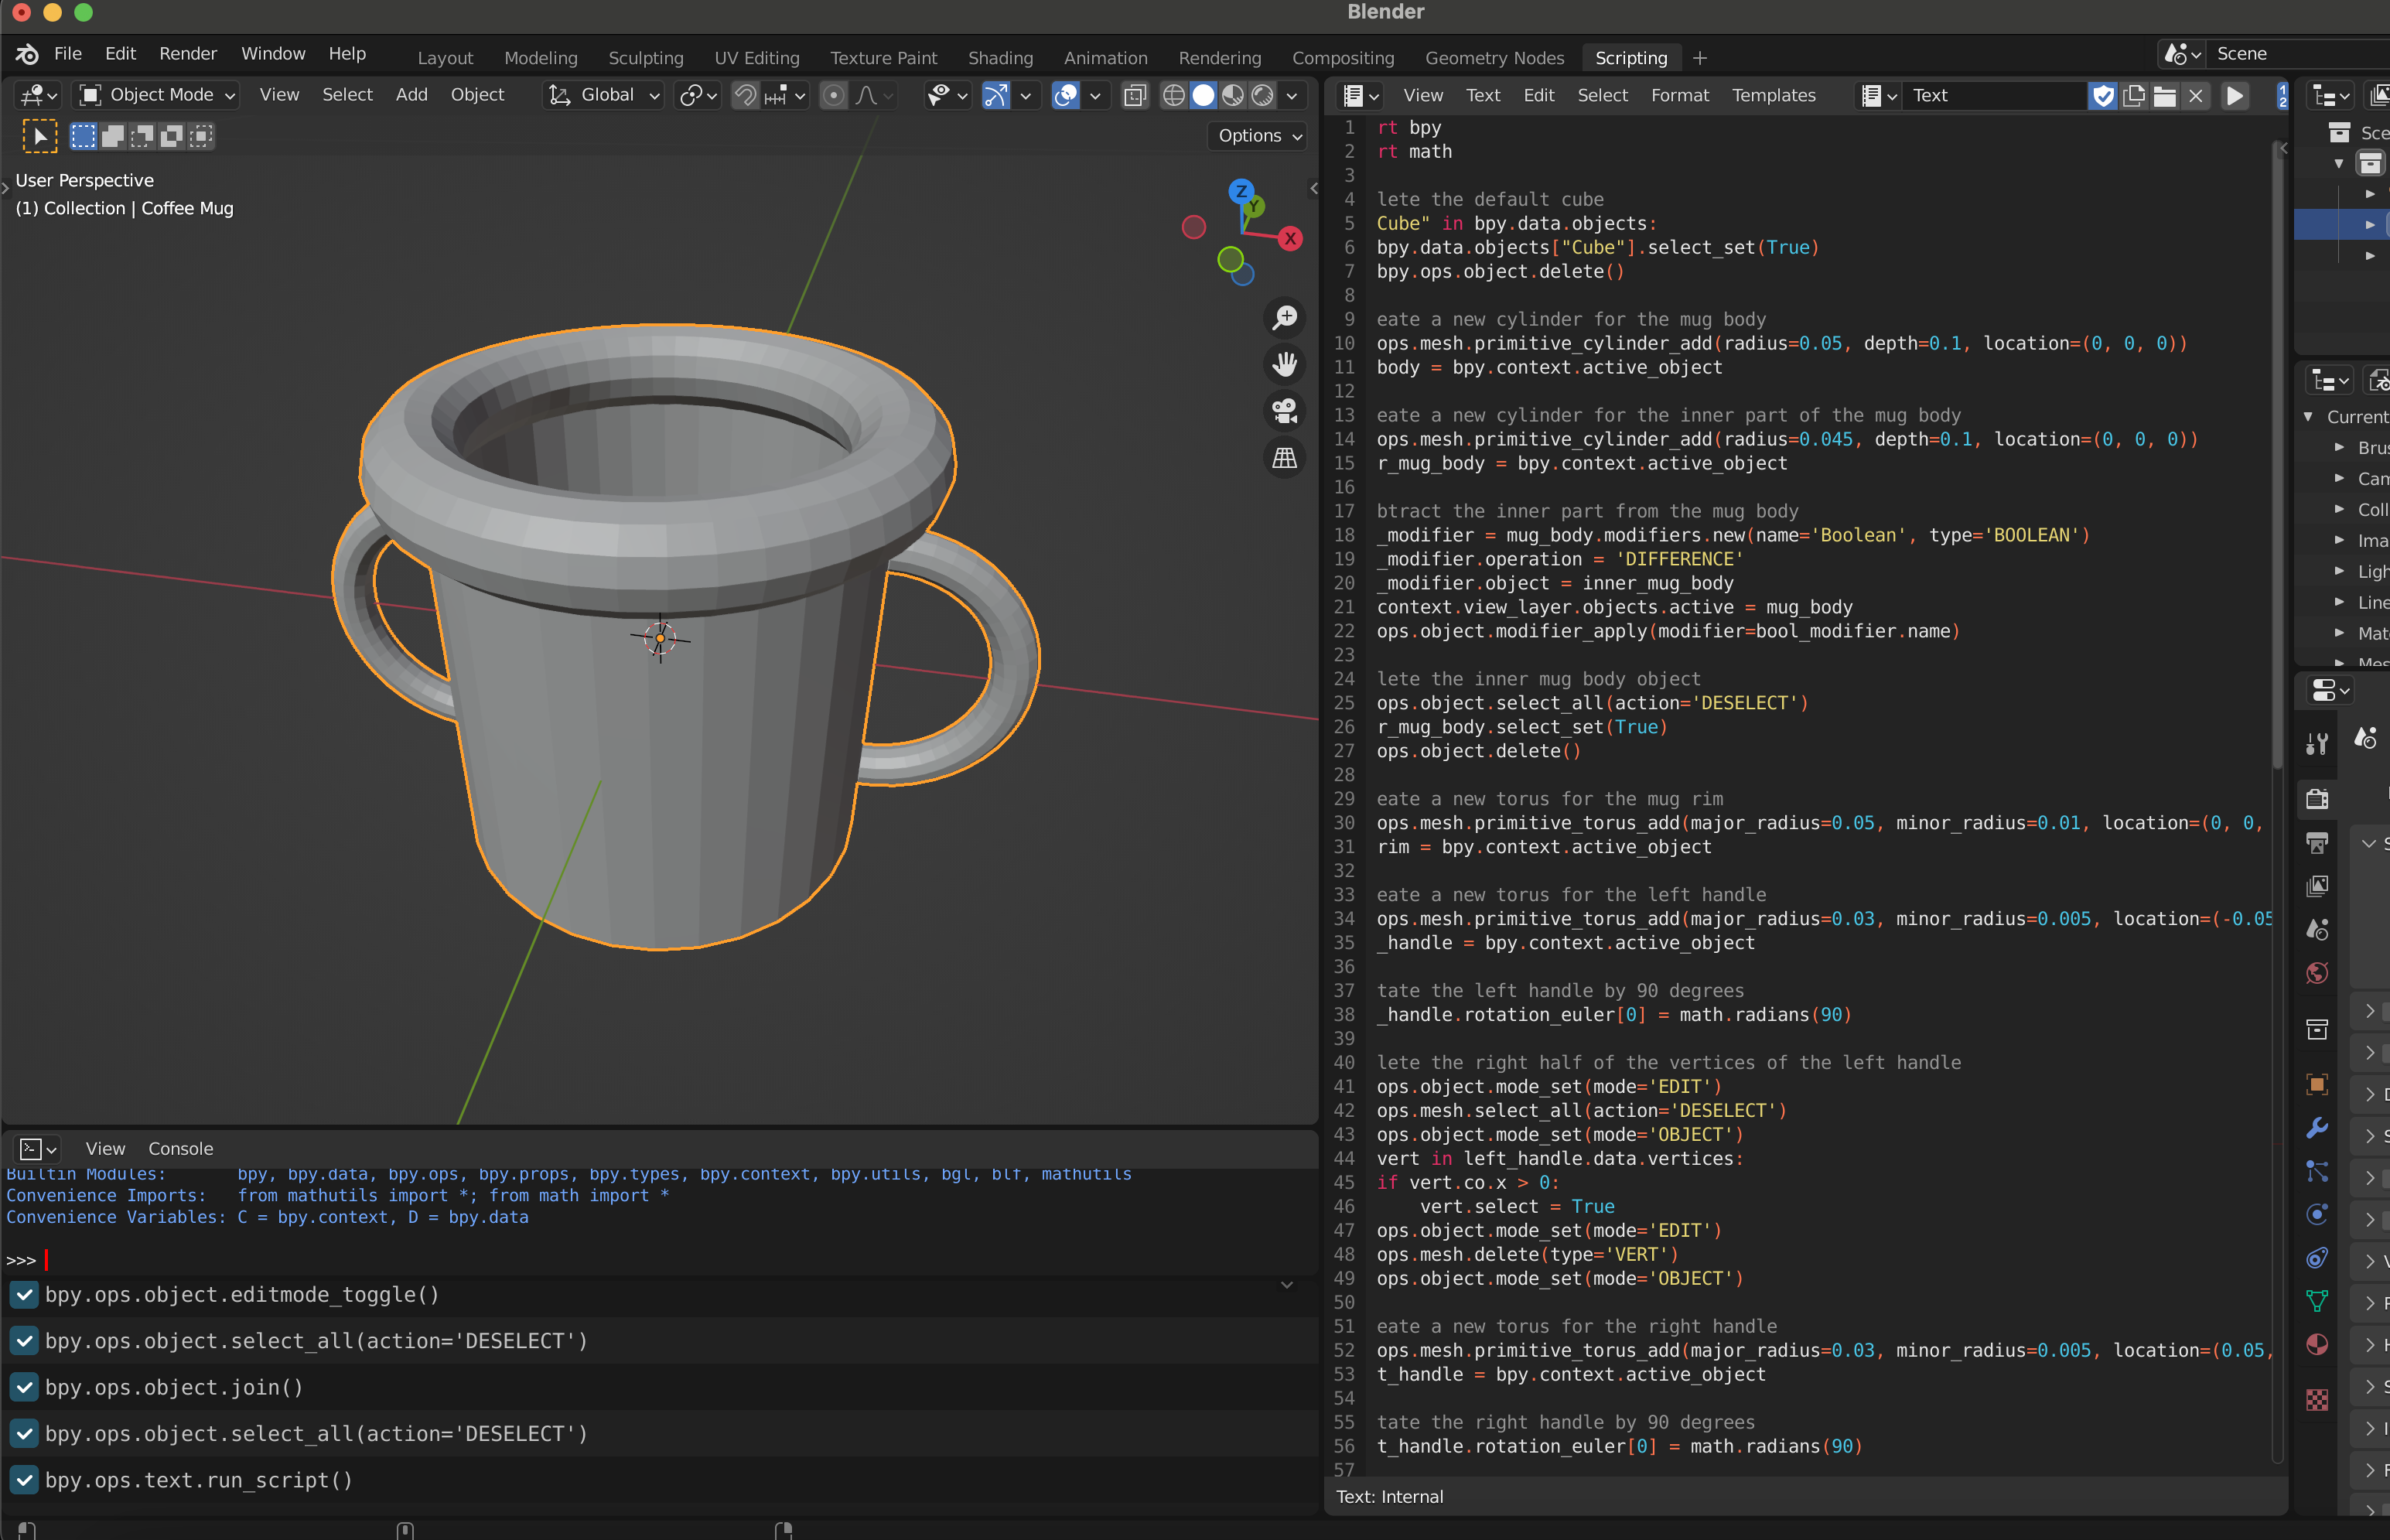 Blender
File Edit Render Window Help Layout Modeling Sculpting UV Editing Texture Paint Shading Animation Rendering Compositing Geometry Nodes Scripting + Scene
Object Mode View Select Add Object Global
Options
User Perspective
(1) Collection | Coffee Mug
Z
Y
X
View Text Edit Select Format Templates Text
1 rt bpy
2 rt math
3
4 lete the default cube
5 Cube" in bpy.data.objects:
6 bpy.data.objects["Cube"].select_set(True)
7 bpy.ops.object.delete()
8
9 eate a new cylinder for the mug body
10 ops.mesh.primitive_cylinder_add(radius=0.05, depth=0.1, location=(0, 0, 0))
11 body = bpy.context.active_object
12
13 eate a new cylinder for the inner part of the mug body
14 ops.mesh.primitive_cylinder_add(radius=0.045, depth=0.1, location=(0, 0, 0))
15 r_mug_body = bpy.context.active_object
16
17 btract the inner part from the mug body
18 _modifier = mug_body.modifiers.new(name='Boolean', type='BOOLEAN')
19 _modifier.operation = 'DIFFERENCE'
20 _modifier.object = inner_mug_body
21 context.view_layer.objects.active = mug_body
22 ops.object.modifier_apply(modifier=bool_modifier.name)
23
24 lete the inner mug body object
25 ops.object.select_all(action='DESELECT')
26 r_mug_body.select_set(True)
27 ops.object.delete()
28
29 eate a new torus for the mug rim
30 ops.mesh.primitive_torus_add(major_radius=0.05, minor_radius=0.01, location=(0, 0,
31 rim = bpy.context.active_object
32
33 eate a new torus for the left handle
34 ops.mesh.primitive_torus_add(major_radius=0.03, minor_radius=0.005, location=(-0.05
35 _handle = bpy.context.active_object
36
37 tate the left handle by 90 degrees
38 _handle.rotation_euler[0] = math.radians(90)
39
40 lete the right half of the vertices of the left handle
41 ops.object.mode_set(mode='EDIT')
42 ops.mesh.select_all(action='DESELECT')
43 ops.object.mode_set(mode='OBJECT')
44 vert in left_handle.data.vertices:
45 if vert.co.x > 0:
46 vert.select = True
47 ops.object.mode_set(mode='EDIT')
48 ops.mesh.delete(type='VERT')
49 ops.object.mode_set(mode='OBJECT')
50
51 eate a new torus for the right handle
52 ops.mesh.primitive_torus_add(major_radius=0.03, minor_radius=0.005, location=(0.05,
53 t_handle = bpy.context.active_object
54
55 tate the right handle by 90 degrees
56 t_handle.rotation_euler[0] = math.radians(90)
57
Text: Internal
View Console
Builtin Modules: bpy, bpy.data, bpy.ops, bpy.props, bpy.types, bpy.context, bpy.utils, bgl, blf, mathutils
Convenience Imports: from mathutils import *; from math import *
Convenience Variables: C = bpy.context, D = bpy.data
>>>
bpy.ops.object.editmode_toggle()
bpy.ops.object.select_all(action='DESELECT')
bpy.ops.object.join()
bpy.ops.object.select_all(action='DESELECT')
bpy.ops.text.run_script()
Sce
Current
Brus
Cam
Coll
Ima
Ligh
Line
Mat
Mes